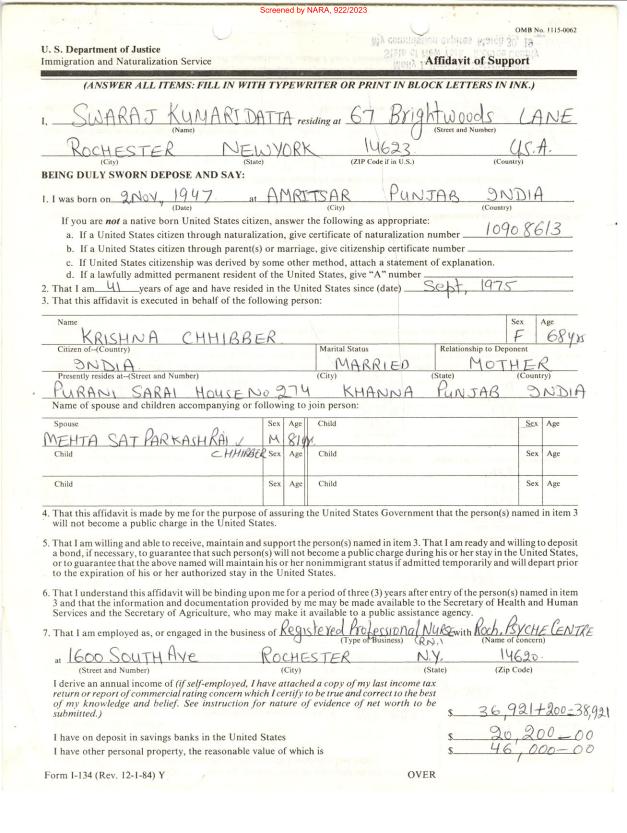 Screened by NARA, 922/2023
OMB No. 1115-0062
U. S. Department of Justice
Immigration and Naturalization Service
Affidavit of Support
(ANSWER ALL ITEMS: FILL IN WITH TYPEWRITER OR PRINT IN BLOCK LETTERS IN INK.)
I, SWARAJ KUMARI DATTA residing at 67 Brightwoods LANE
(Name) (Street and Number)
ROCHESTER NEWYORK 14623 U.S.A.
(City) (State) (ZIP Code if in U.S.) (Country)
BEING DULY SWORN DEPOSE AND SAY:
1. I was born on 2 Nov, 1947 at AMRITSAR PUNJAB INDIA
(Date) (City) (Country)
If you are not a native born United States citizen, answer the following as appropriate:
a. If a United States citizen through naturalization, give certificate of naturalization number 10908613
b. If a United States citizen through parent(s) or marriage, give citizenship certificate number
c. If United States citizenship was derived by some other method, attach a statement of explanation.
d. If a lawfully admitted permanent resident of the United States, give "A" number
2. That I am 41 years of age and have resided in the United States since (date) Sept, 1975
3. That this affidavit is executed in behalf of the following person:
Name Sex Age
KRISHNA CHHIBBER F 68 yrs
Citizen of--(Country) Marital Status Relationship to Deponent
INDIA MARRIED MOTHER
Presently resides at--(Street and Number) (City) (State) (Country)
PURANI SARAI HOUSE No 274 KHANNA PUNJAB INDIA
Name of spouse and children accompanying or following to join person:
Spouse Sex Age Child Sex Age
MEHTA SAT PARKASH RAI M 81
Child CHHIBBER Sex Age Child Sex Age
Child Sex Age Child Sex Age
4. That this affidavit is made by me for the purpose of assuring the United States Government that the person(s) named in item 3
will not become a public charge in the United States.
5. That I am willing and able to receive, maintain and support the person(s) named in item 3. That I am ready and willing to deposit
a bond, if necessary, to guarantee that such person(s) will not become a public charge during his or her stay in the United States,
or to guarantee that the above named will maintain his or her nonimmigrant status if admitted temporarily and will depart prior
to the expiration of his or her authorized stay in the United States.
6. That I understand this affidavit will be binding upon me for a period of three (3) years after entry of the person(s) named in item
3 and that the information and documentation provided by me may be made available to the Secretary of Health and Human
Services and the Secretary of Agriculture, who may make it available to a public assistance agency.
7. That I am employed as, or engaged in the business of Registered Professional NURSE with Roch. PSYCHE CENTRE
(Type of Business) (RN.) (Name of concern)
at 1600 SOUTH Ave ROCHESTER N.Y. 14620.
(Street and Number) (City) (State) (Zip Code)
I derive an annual income of (if self-employed, I have attached a copy of my last income tax
return or report of commercial rating concern which I certify to be true and correct to the best
of my knowledge and belief. See instruction for nature of evidence of net worth to be
submitted.) $ 36,921+200=38,921
I have on deposit in savings banks in the United States $ 20,200-00
I have other personal property, the reasonable value of which is $ 46,000-00
Form I-134 (Rev. 12-1-84) Y OVER